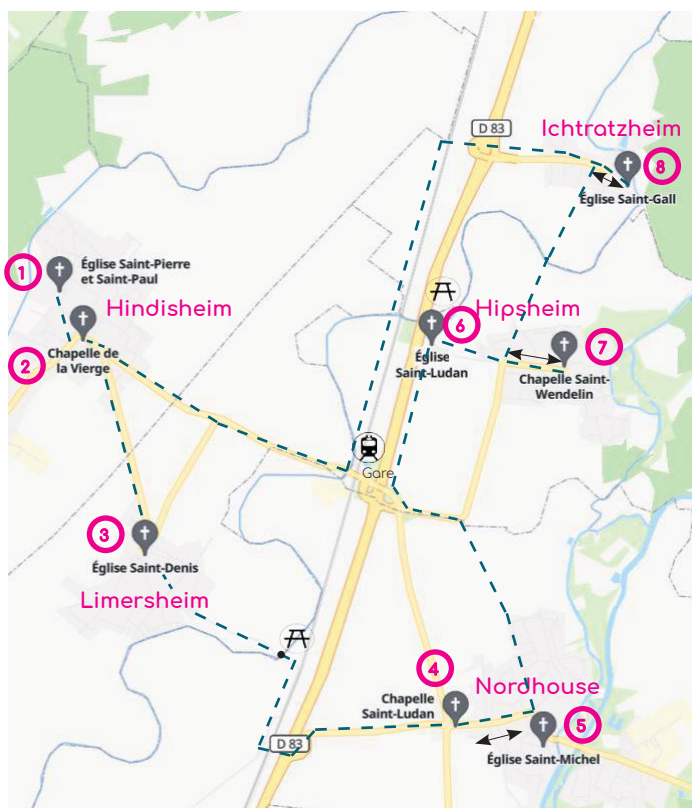 D 83
Ichtratzheim
8
Église Saint-Gall
1
Église Saint-Pierre
et Saint-Paul
Hindisheim
6
Hipsheim
7
2
Chapelle de
la Vierge
Église
Saint-Ludan
Chapelle Saint-
Wendelin
Gare
3
Église Saint-Denis
Limersheim
4
Chapelle
Saint-Ludan
Nordhouse
5
D 83
Église Saint-Michel